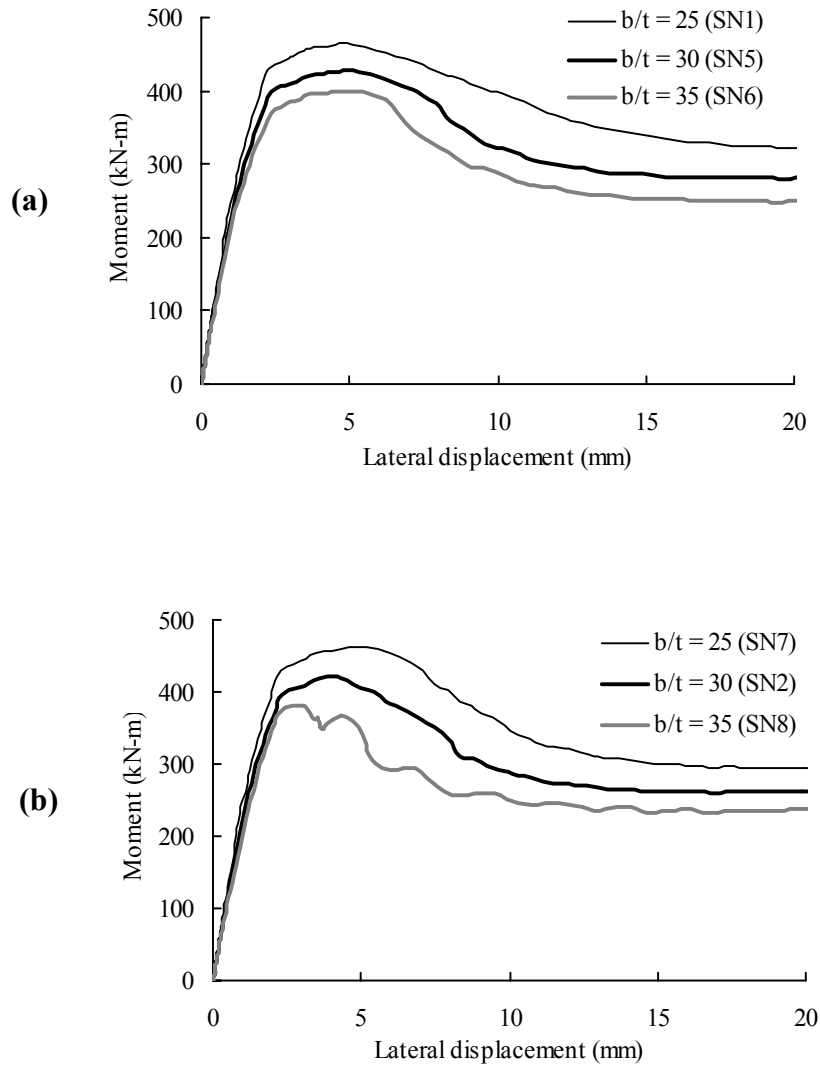 (a)
Moment (kN-m)
500
400
300
200
100
0
b/t = 25 (SN1)
b/t = 30 (SN5)
b/t = 35 (SN6)
0 5 10 15 20
Lateral displacement (mm)
(b)
Moment (kN-m)
500
400
300
200
100
0
b/t = 25 (SN7)
b/t = 30 (SN2)
b/t = 35 (SN8)
0 5 10 15 20
Lateral displacement (mm)